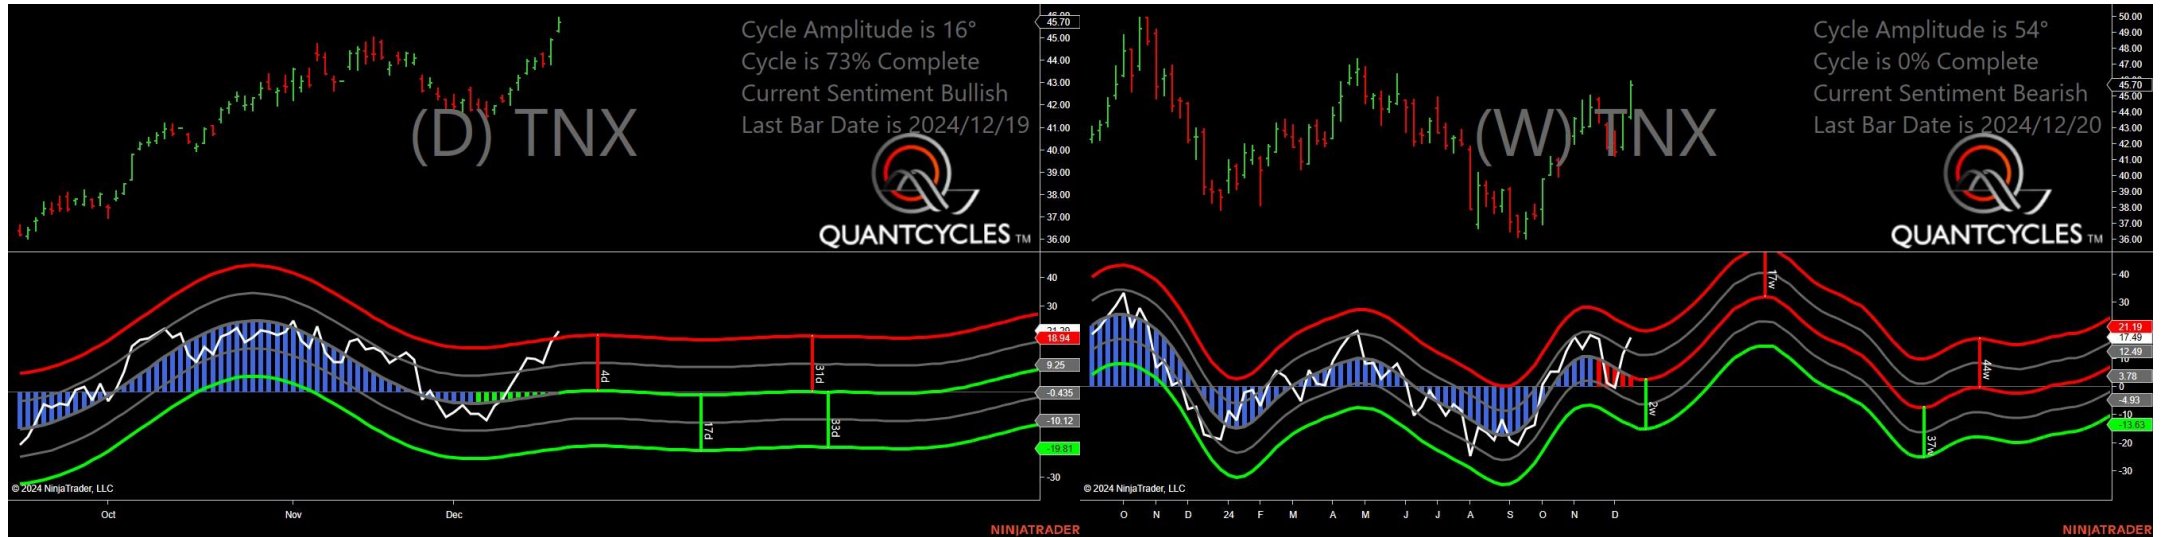 Cycle Amplitude is 16°
Cycle is 73% Complete
Current Sentiment Bullish
Last Bar Date is 2024/12/19
(D) TNX
QUANTCYCLES TM
45.70
45.00
44.00
43.00
42.00
41.00
40.00
39.00
38.00
37.00
36.00
40
30
18.94
9.25
-0.435
-10.12
-19.81
-30
4d
17d
31d
33d
© 2024 NinjaTrader, LLC
Oct Nov Dec
NINJATRADER
Cycle Amplitude is 54°
Cycle is 0% Complete
Current Sentiment Bearish
Last Bar Date is 2024/12/20
(W) TNX
QUANTCYCLES TM
50.00
49.00
48.00
47.00
45.70
45.00
44.00
43.00
42.00
41.00
40.00
39.00
38.00
37.00
36.00
40
30
21.19
17.49
12.49
3.78
0
-4.93
-10
-13.63
-20
-30
2w
17w
37w
44w
© 2024 NinjaTrader, LLC
O N D 24 F M A M J J A S O N D
NINJATRADER